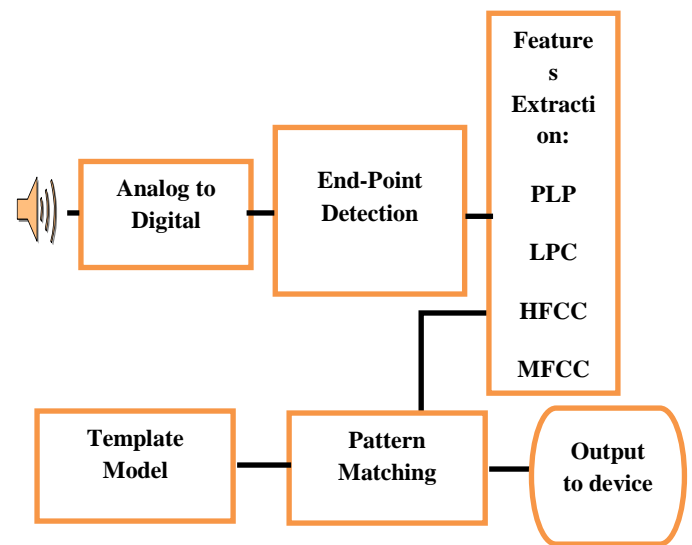 Analog to
Digital
End-Point
Detection
Feature
s
Extracti
on:
PLP
LPC
HFCC
MFCC
Template
Model
Pattern
Matching
Output
to device